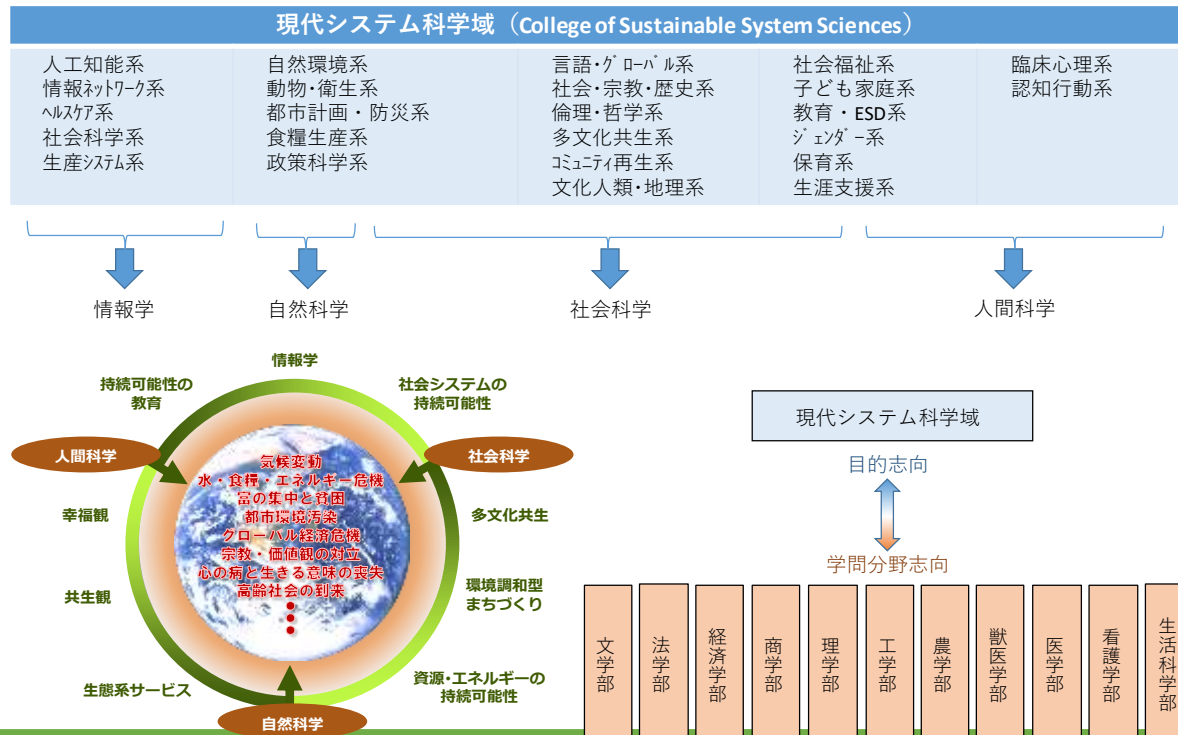 現代システム科学域（College of Sustainable System Sciences）
人工知能系
情報ﾈｯﾄﾜｰｸ系
ﾍﾙｽｹｱ系
社会科学系
生産ｼｽﾃﾑ系
自然環境系
動物・衛生系
都市計画・防災系
食糧生産系
政策科学系
言語・ｸﾞﾛｰﾊﾞﾙ系
社会・宗教・歴史系
倫理・哲学系
多文化共生系
ｺﾐｭﾆﾃｨ再生系
文化人類・地理系
社会福祉系
子ども家庭系
教育・ESD系
ｼﾞｪﾝﾀﾞｰ系
保育系
生涯支援系
臨床心理系
認知行動系
情報学
自然科学
社会科学
人間科学
情報学
持続可能性の
教育
社会システムの
持続可能性
人間科学
社会科学
気候変動
水・食糧・エネルギー危機
富の集中と貧困
都市環境汚染
グローバル経済危機
宗教・価値観の対立
心の病と生きる意味の喪失
高齢社会の到来
幸福観
多文化共生
共生観
環境調和型
まちづくり
生態系サービス
資源・エネルギーの
持続可能性
自然科学
現代システム科学域
目的志向
学問分野志向
文学部
法学部
経済学部
商学部
理学部
工学部
農学部
獣医学部
医学部
看護学部
生活科学部